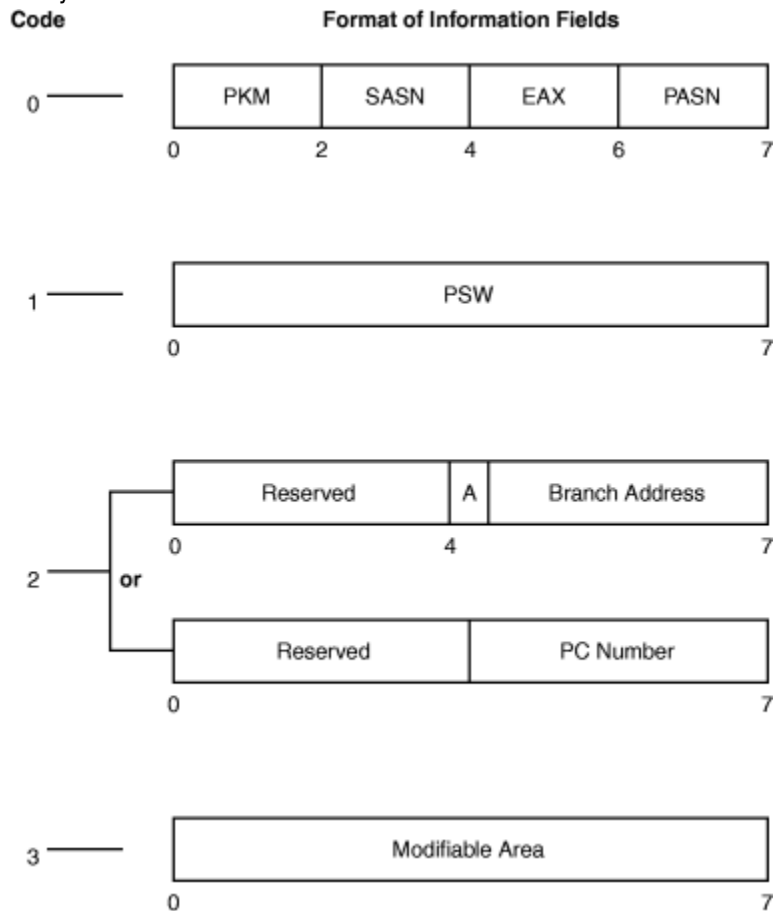 Code Format of Information Fields
0 PKM SASN EAX PASN
0 2 4 6 7
1 PSW
0 7
Reserved A Branch Address
0 4 7
2 or
Reserved PC Number
0 7
3 Modifiable Area
0 7